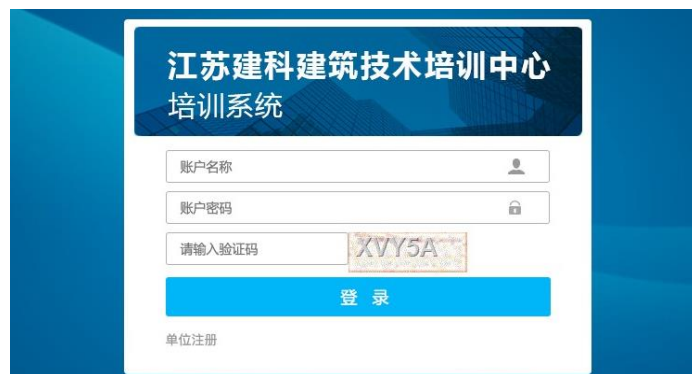 江苏建科建筑技术培训中心
培训系统
账户名称
账户密码
请输入验证码 XVY5A
登 录
单位注册